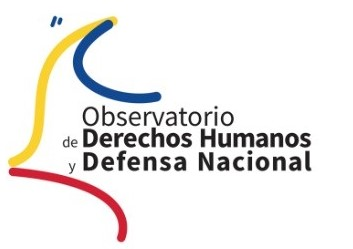 Observatorio
de Derechos Humanos
y Defensa Nacional